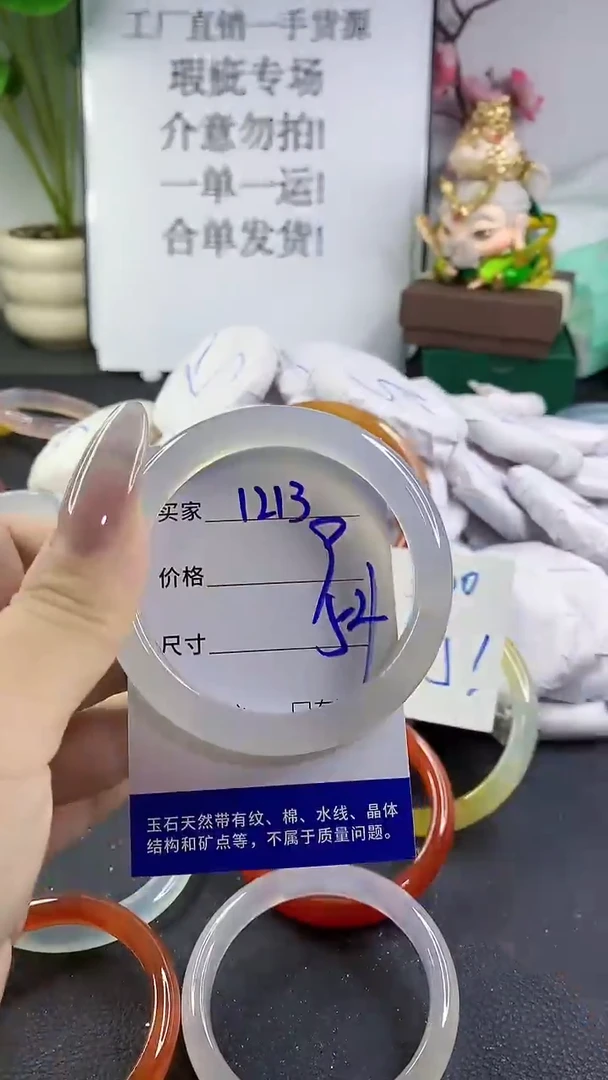 工厂直销一手货源
瑕疵专场
介意勿拍!
一单一运!
合单发货!
买家 1213
价格
尺寸 54
玉石天然带有纹、棉、水线、晶体
结构和矿点等，不属于质量问题。